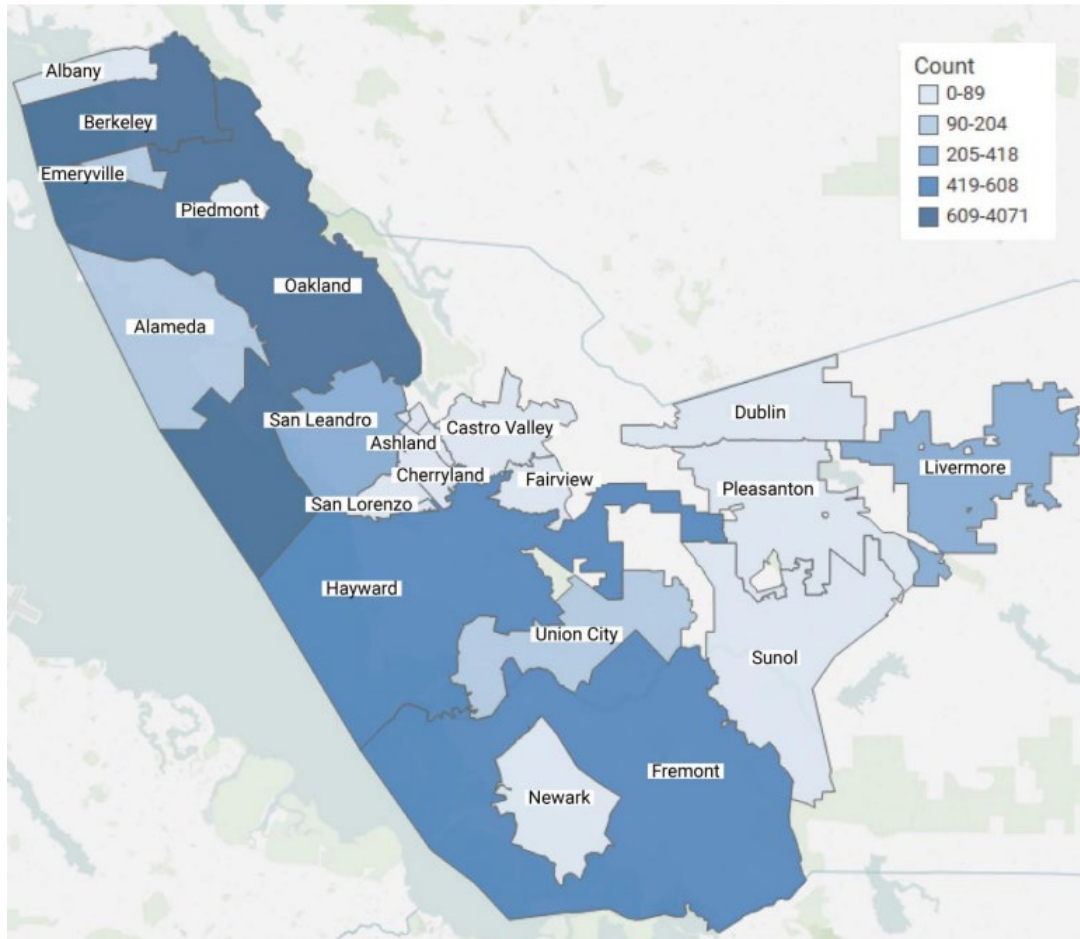 Count
0-89
90-204
205-418
419-608
609-4071
Albany
Berkeley
Emeryville
Piedmont
Oakland
Alameda
San Leandro
Ashland
Castro Valley
Cherryland
Fairview
San Lorenzo
Dublin
Livermore
Pleasanton
Hayward
Union City
Sunol
Fremont
Newark